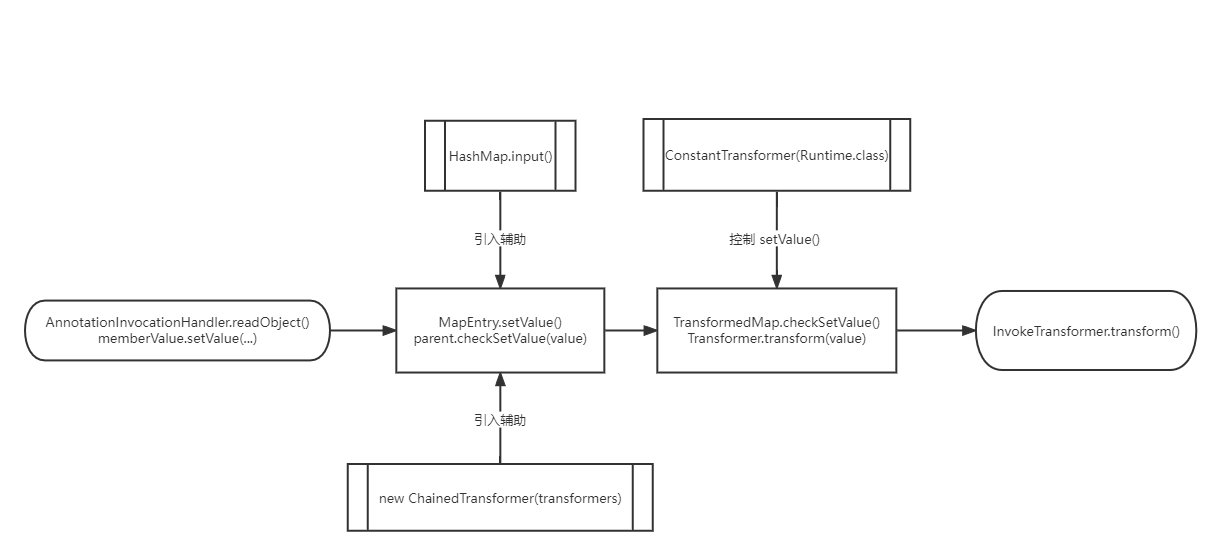 HashMap.input()
ConstantTransformer(Runtime.class)
引入辅助
控制 setValue()
AnnotationInvocationHandler.readObject()
memberValue.setValue(...)
MapEntry.setValue()
parent.checkSetValue(value)
TransformedMap.checkSetValue()
Transformer.transform(value)
InvokeTransformer.transform()
引入辅助
new ChainedTransformer(transformers)